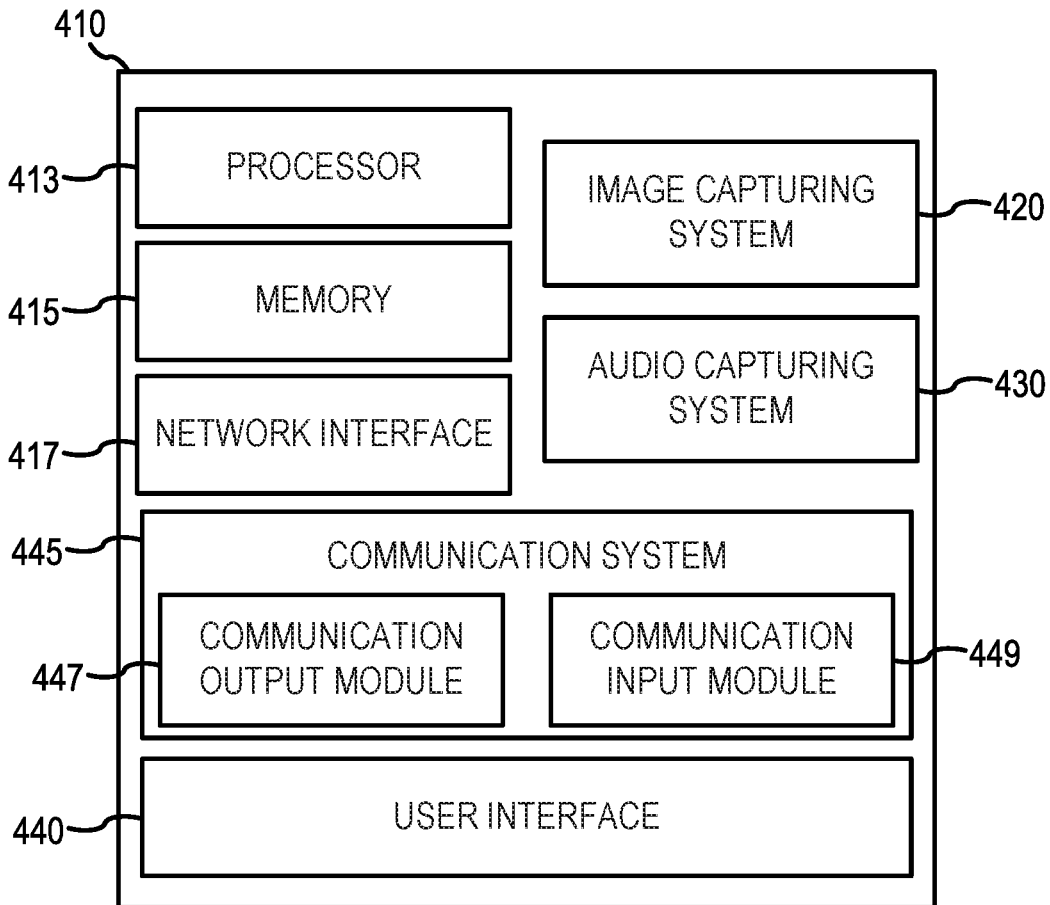 410
413
PROCESSOR
IMAGE CAPTURING
SYSTEM
420
415
MEMORY
AUDIO CAPTURING
SYSTEM
430
417
NETWORK INTERFACE
445
COMMUNICATION SYSTEM
447
COMMUNICATION
OUTPUT MODULE
COMMUNICATION
INPUT MODULE
449
440
USER INTERFACE